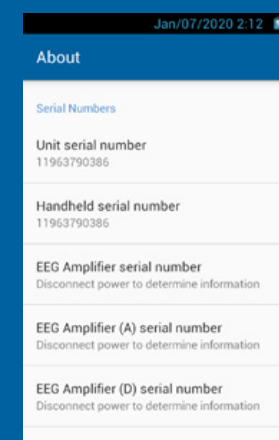 Jan/07/2020 2:12
About
Serial Numbers
Unit serial number
11963790386
Handheld serial number
11963790386
EEG Amplifier serial number
Disconnect power to determine information
EEG Amplifier (A) serial number
Disconnect power to determine information
EEG Amplifier (D) serial number
Disconnect power to determine information